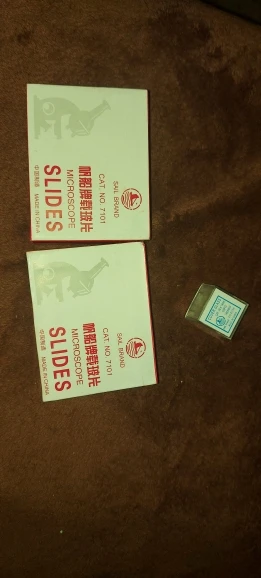 SAIL BRAND
CAT. NO. 7101
帆船牌载玻片
MICROSCOPE
SLIDES
中国制造 MADE IN CHINA
SAIL BRAND
CAT. NO. 7101
帆船牌载玻片
MICROSCOPE
SLIDES
中国制造 MADE IN CHINA